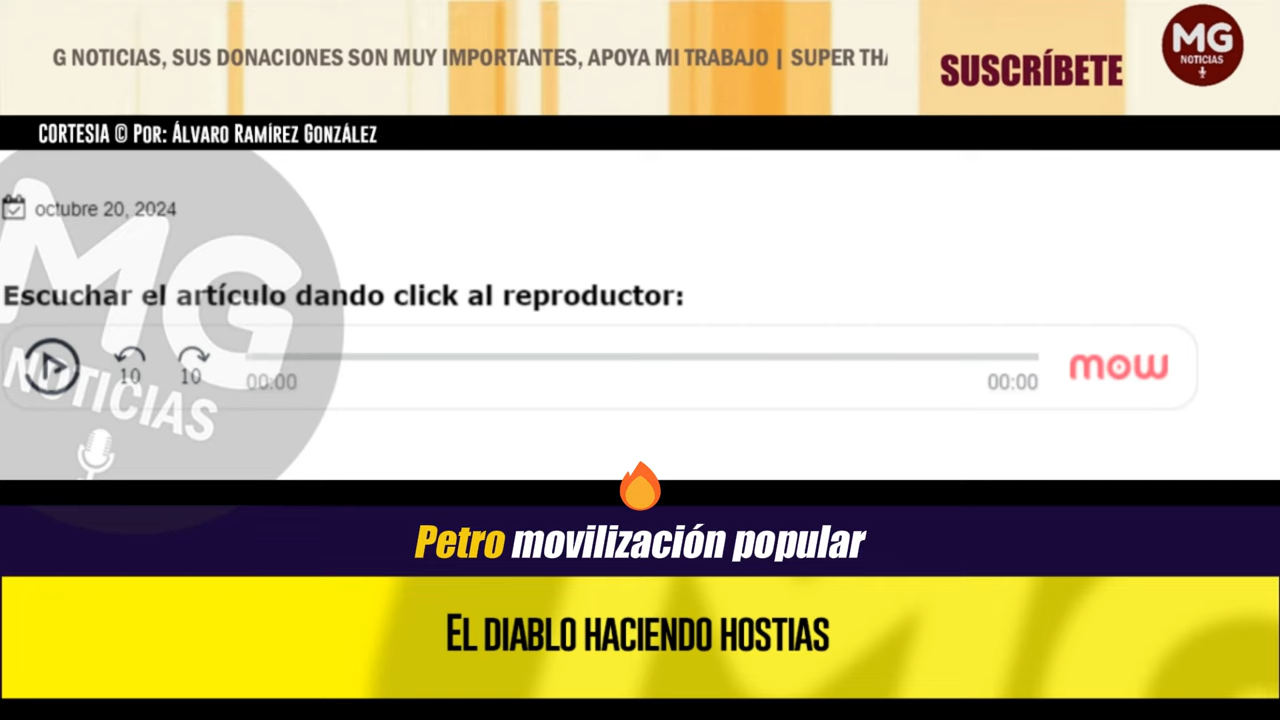 G NOTICIAS, SUS DONACIONES SON MUY IMPORTANTES, APOYA MI TRABAJO | SUPER
SUSCRÍBETE
MG
NOTICIAS
CORTESIA © POR: ÁLVARO RAMÍREZ GONZÁLEZ
octubre 20, 2024
MG
NOTICIAS
Escuchar el artículo dando click al reproductor:
10 10 00:00 00:00 mow
Petro movilización popular
EL DIABLO HACIENDO HOSTIAS